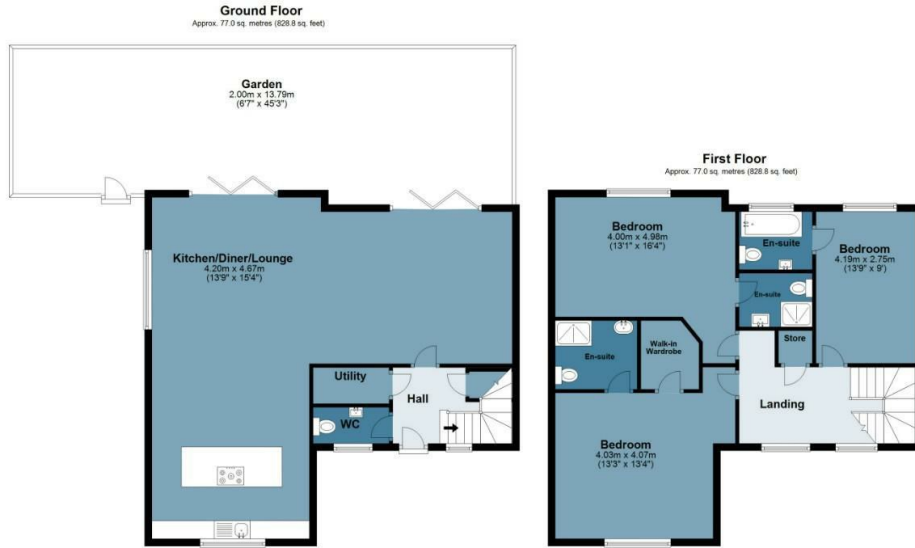 Ground Floor
Approx. 77.0 sq. metres (828.8 sq. feet)
Garden
2.00m x 13.79m
(6'7" x 45'3")
Kitchen/Diner/Lounge
4.20m x 4.67m
(13'9" x 15'4")
Utility
WC
Hall
First Floor
Approx. 77.0 sq. metres (828.8 sq. feet)
Bedroom
4.00m x 4.98m
(13'1" x 16'4")
En-suite
Bedroom
4.19m x 2.75m
(13'9" x 9')
En-suite
Store
En-suite
Walk-in
Wardrobe
Landing
Bedroom
4.03m x 4.07m
(13'3" x 13'4")